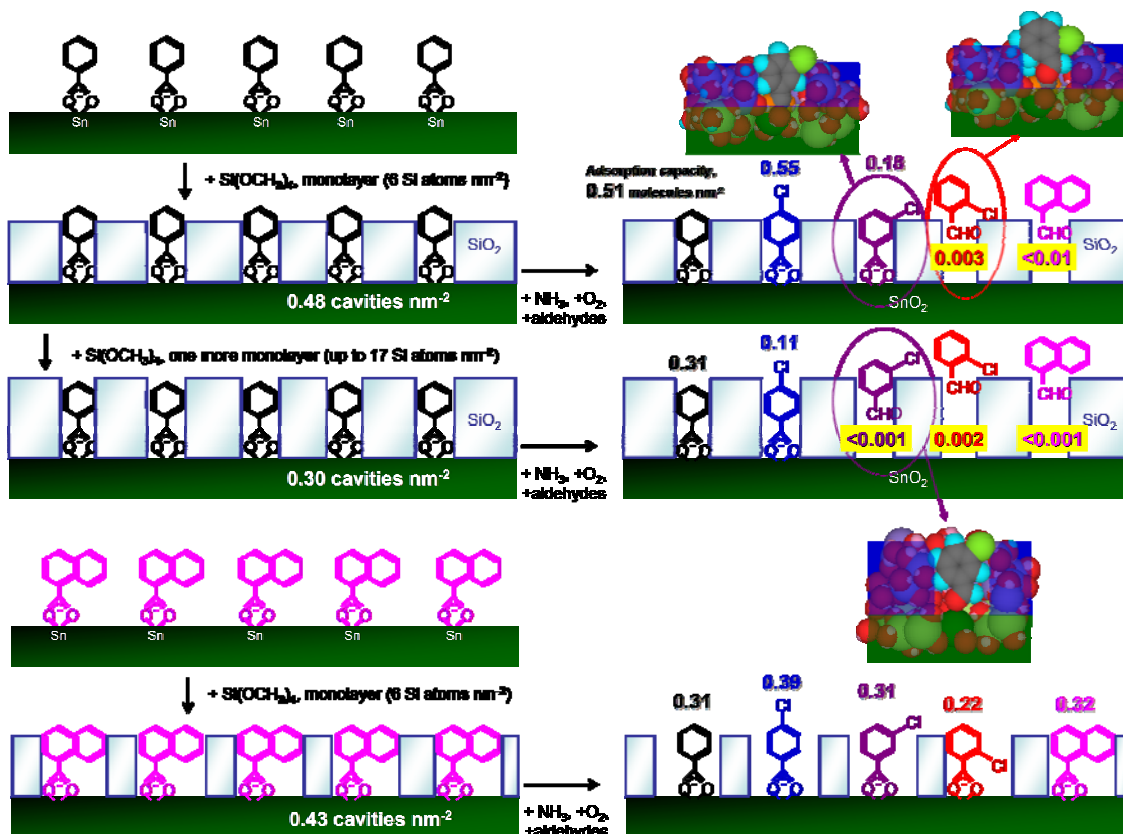 Sn Sn Sn Sn Sn
+ Si(OCH₃)₄, monolayer (6 Si atoms nm⁻²)
SiO₂
0.48 cavities nm⁻²
+ NH₃, +O₂,
+aldehydes
Adsorption capacity,
0.51 molecules nm⁻²
0.55
0.18
Cl
Cl
Cl
CHO
CHO
0.003
<0.01
SiO₂
SnO₂
+ Si(OCH₃)₄, one more monolayer (up to 17 Si atoms nm⁻²)
SiO₂
0.30 cavities nm⁻²
+ NH₃, +O₂,
+aldehydes
0.31
0.11
Cl
Cl
Cl
CHO
CHO
CHO
<0.001
0.002
<0.001
SiO₂
SnO₂
Sn Sn Sn Sn Sn
+ Si(OCH₃)₄, monolayer (6 Si atoms nm⁻²)
0.43 cavities nm⁻²
+ NH₃, +O₂,
+aldehydes
0.31
0.39
0.31
0.22
0.32
Cl
Cl
Cl